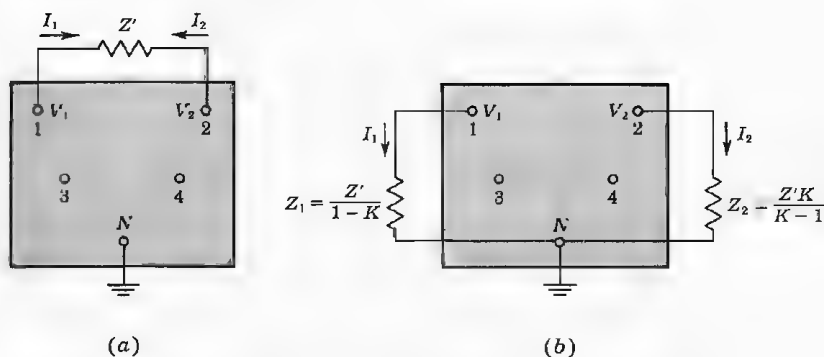 I₁ Z' I₂
V₁ V₂
1 2
3 4
N
(a)
V₁ V₂
I₁ 1 2 I₂
3 4
Z₁ = Z'/(1 − K) Z₂ − Z'K/(K − 1)
N
(b)